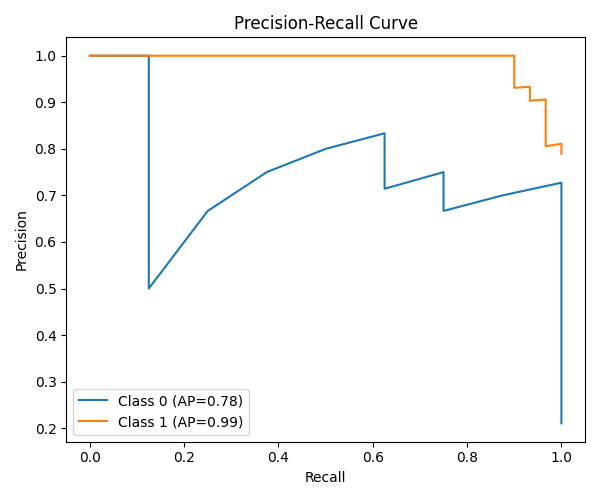 Precision-Recall Curve
Precision
1.0
0.9
0.8
0.7
0.6
0.5
0.4
0.3
0.2
Class 0 (AP=0.78)
Class 1 (AP=0.99)
0.0 0.2 0.4 0.6 0.8 1.0
Recall